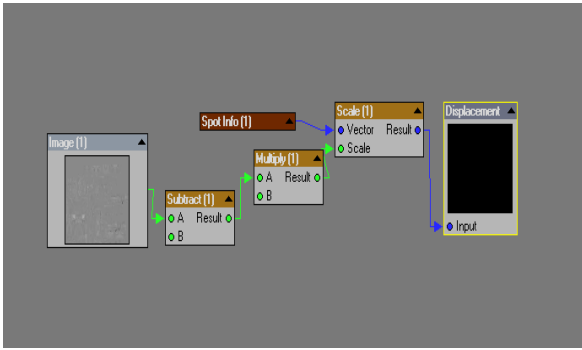 Image (1)
Subtract (1)
A Result
B
Multiply (1)
A Result
B
Spot Info (1)
Scale (1)
Vector Result
Scale
Displacement
Input